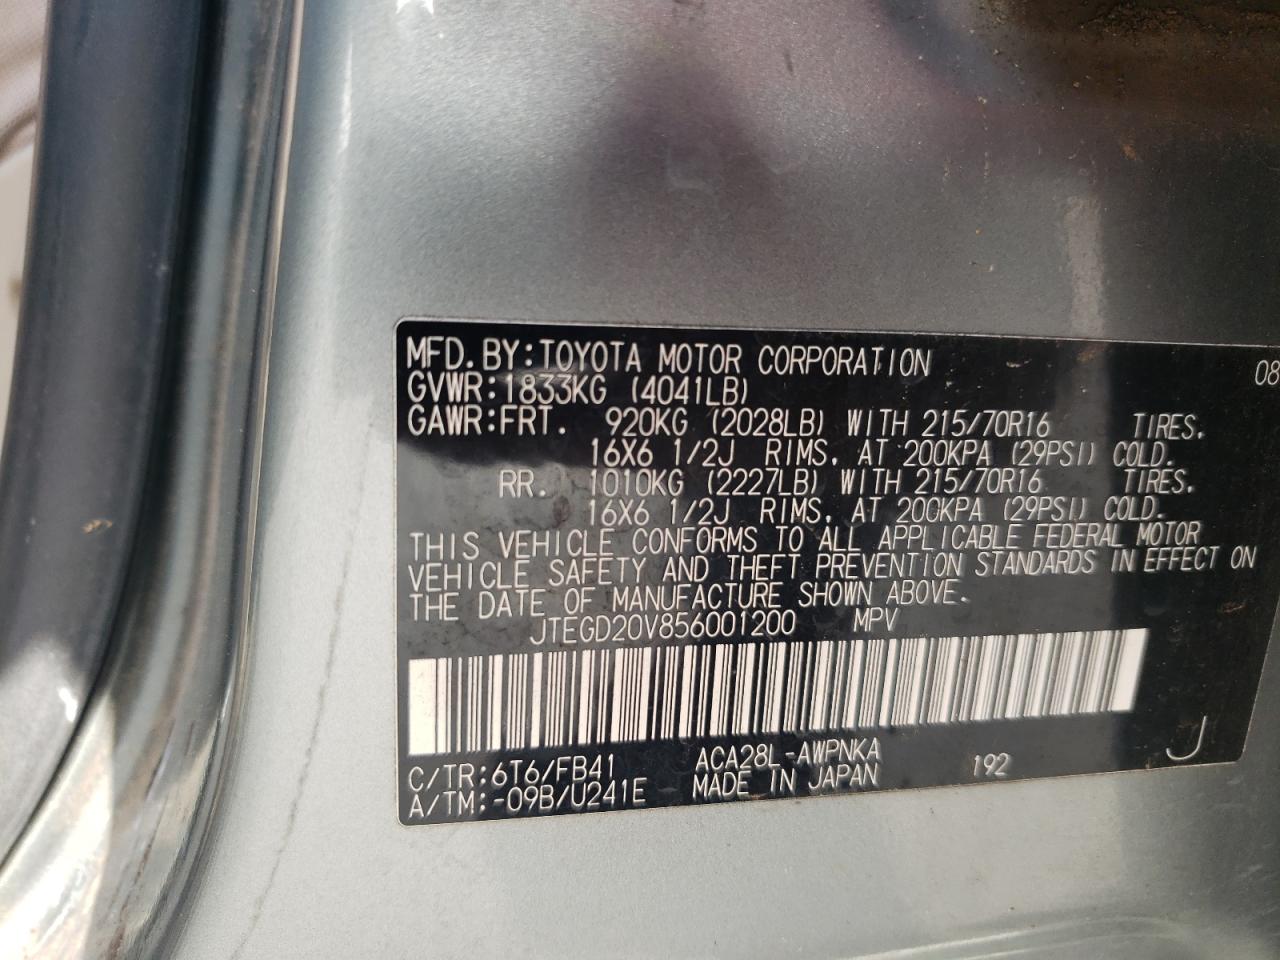 MFD.BY:TOYOTA MOTOR CORPORATION 08
GVWR:1833KG (4041LB)
GAWR:FRT. 920KG (2028LB) WITH 215/70R16 TIRES,
16X6 1/2J RIMS, AT 200KPA (29PSI) COLD.
RR. 1010KG (2227LB) WITH 215/70R16 TIRES,
16X6 1/2J RIMS, AT 200KPA (29PSI) COLD.
THIS VEHICLE CONFORMS TO ALL APPLICABLE FEDERAL MOTOR
VEHICLE SAFETY AND THEFT PREVENTION STANDARDS IN EFFECT ON
THE DATE OF MANUFACTURE SHOWN ABOVE.
JTEGD20V856001200 MPV
C/TR:6T6/FB41 ACA28L-AWPNKA 192 J
A/TM:-09B/U241E MADE IN JAPAN